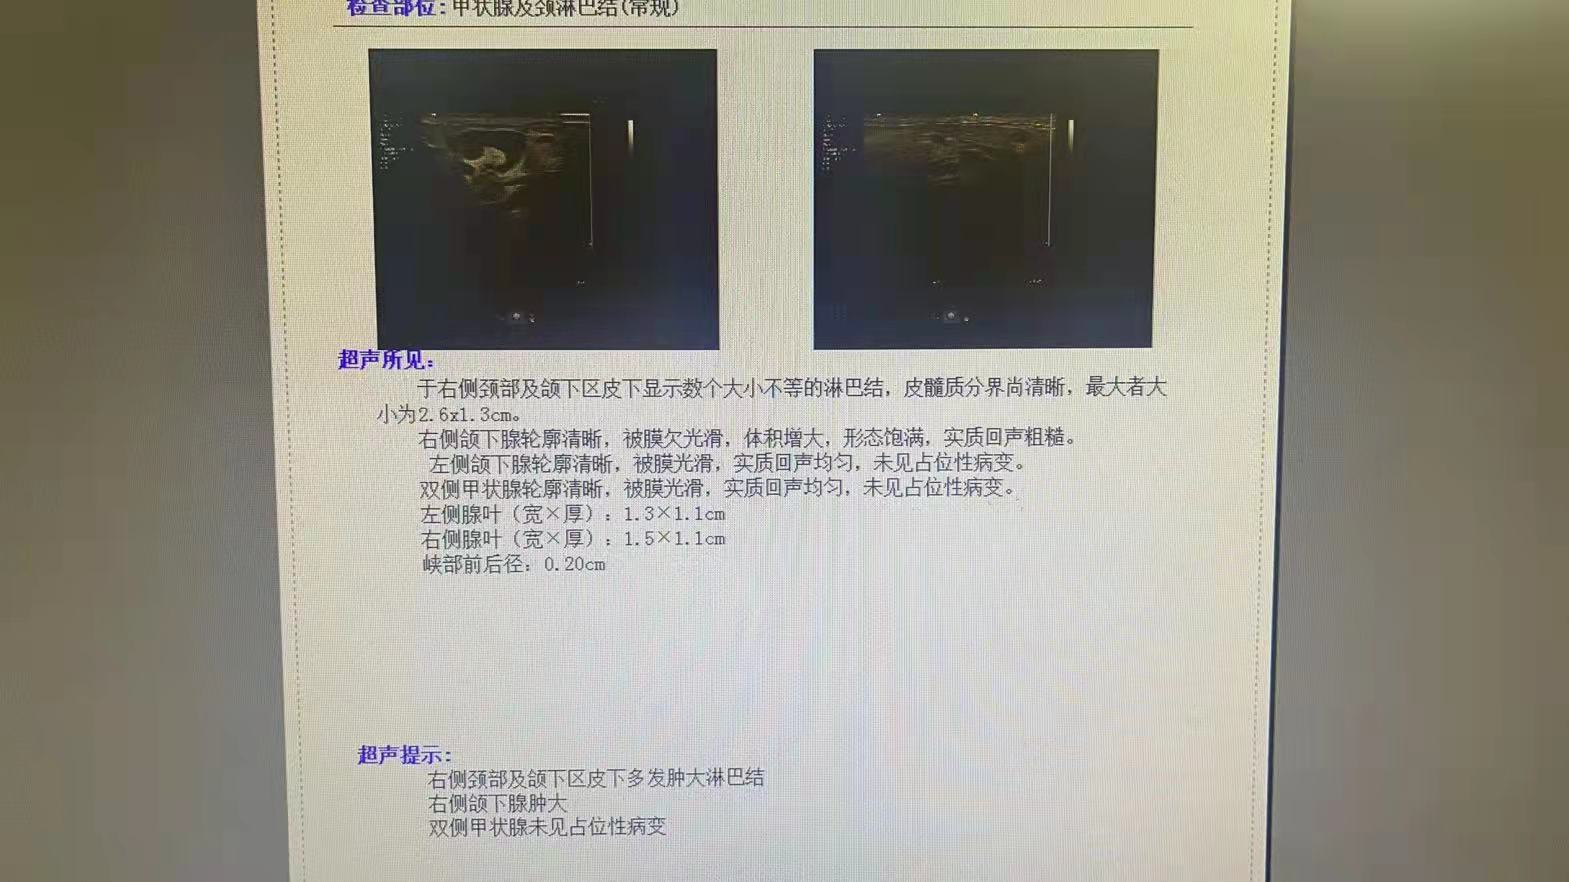 检查部位：甲状腺及颈淋巴结(常规)
超声所见：
于右侧颈部及颌下区皮下显示数个大小不等的淋巴结，皮髓质分界尚清晰，最大者大
小为2.6x1.3cm。
右侧颌下腺轮廓清晰，被膜欠光滑，体积增大，形态饱满，实质回声粗糙。
左侧颌下腺轮廓清晰，被膜光滑，实质回声均匀，未见占位性病变。
双侧甲状腺轮廓清晰，被膜光滑，实质回声均匀，未见占位性病变。
左侧腺叶（宽×厚）：1.3×1.1cm
右侧腺叶（宽×厚）：1.5×1.1cm
峡部前后径：0.20cm
超声提示：
右侧颈部及颌下区皮下多发肿大淋巴结
右侧颌下腺肿大
双侧甲状腺未见占位性病变